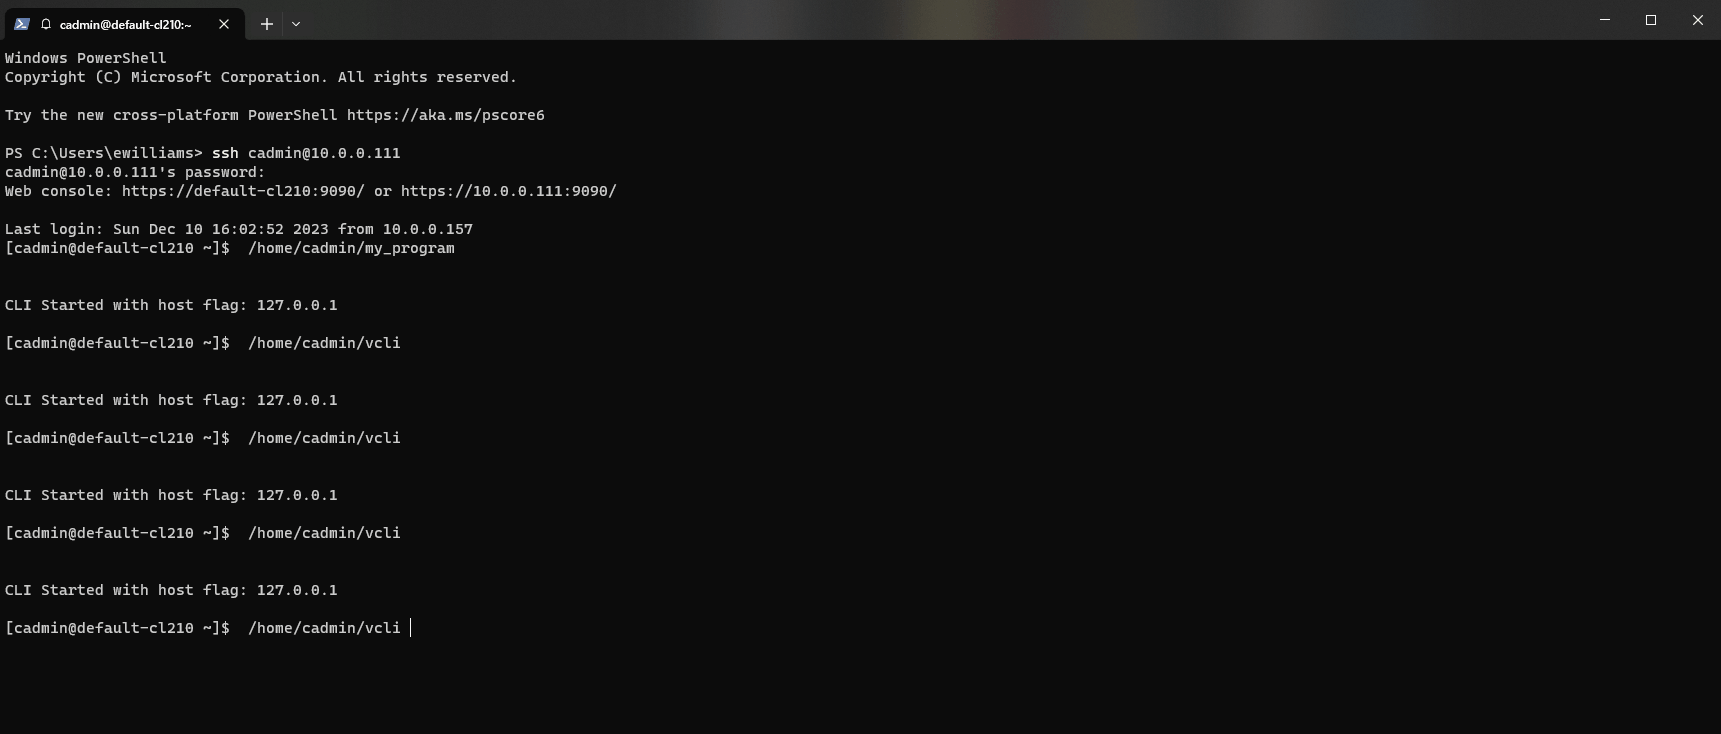 cadmin@default-cl210:~
Windows PowerShell
Copyright (C) Microsoft Corporation. All rights reserved.
Try the new cross-platform PowerShell https://aka.ms/pscore6
PS C:\Users\ewilliams> ssh cadmin@10.0.0.111
cadmin@10.0.0.111's password:
Web console: https://default-cl210:9090/ or https://10.0.0.111:9090/
Last login: Sun Dec 10 16:02:52 2023 from 10.0.0.157
[cadmin@default-cl210 ~]$  /home/cadmin/my_program
CLI Started with host flag: 127.0.0.1
[cadmin@default-cl210 ~]$  /home/cadmin/vcli
CLI Started with host flag: 127.0.0.1
[cadmin@default-cl210 ~]$  /home/cadmin/vcli
CLI Started with host flag: 127.0.0.1
[cadmin@default-cl210 ~]$  /home/cadmin/vcli
CLI Started with host flag: 127.0.0.1
[cadmin@default-cl210 ~]$  /home/cadmin/vcli